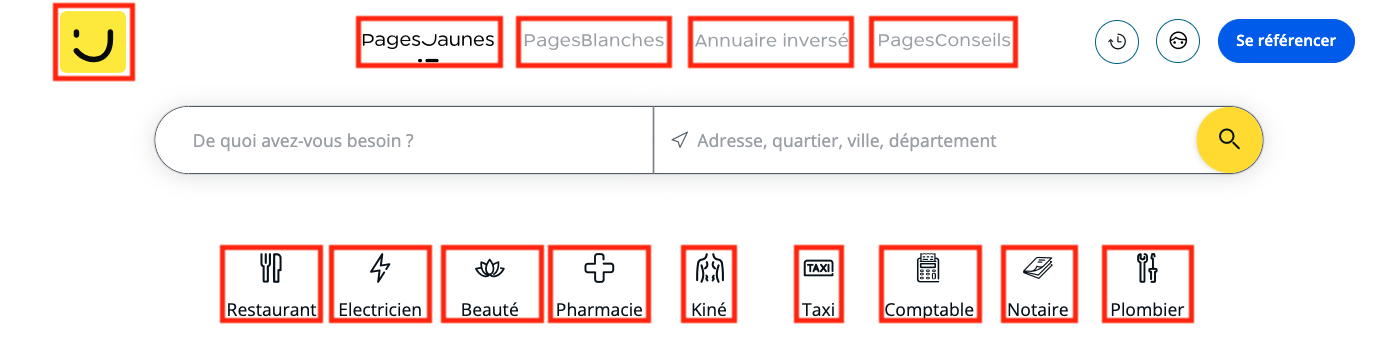 PagesJaunes
PagesBlanches
Annuaire inversé
PagesConseils
Se référencer
De quoi avez-vous besoin ?
Adresse, quartier, ville, département
TAXI
Restaurant
Electricien
Beauté
Pharmacie
Kiné
Taxi
Comptable
Notaire
Plombier